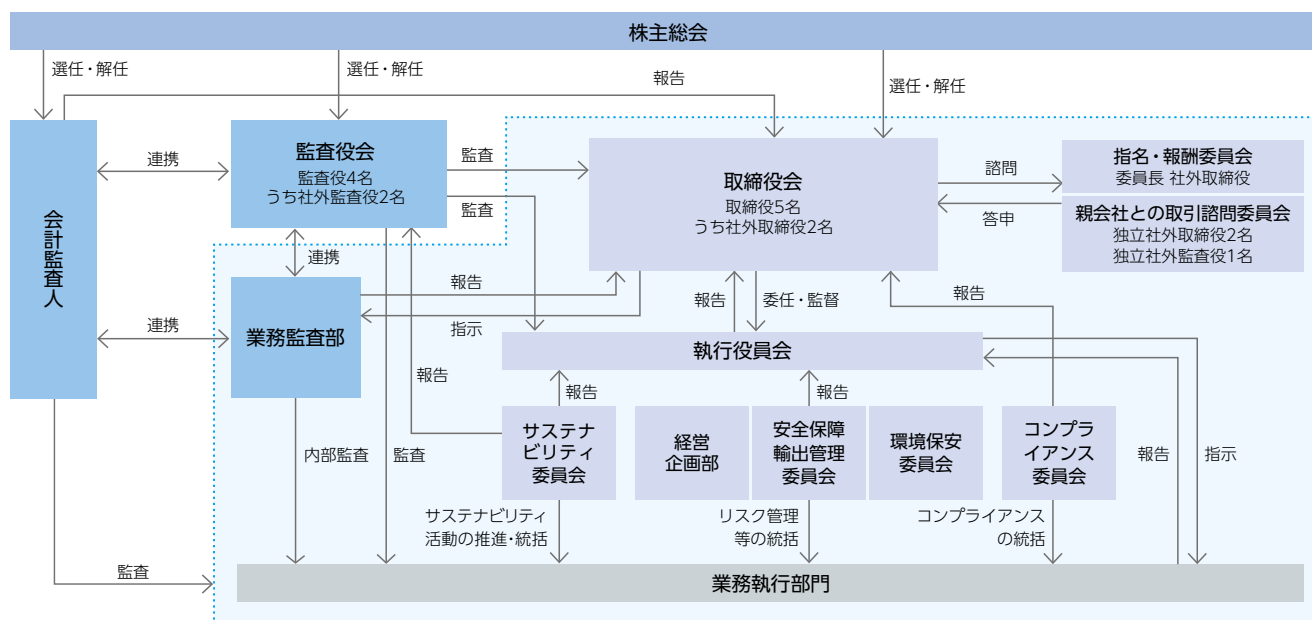 株主総会
選任・解任
選任・解任
報告
選任・解任
会計監査人
連携
監査役会
監査役4名
うち社外監査役2名
監査
監査
取締役会
取締役5名
うち社外取締役2名
諮問
答申
指名・報酬委員会
委員長 社外取締役
親会社との取引諮問委員会
独立社外取締役2名
独立社外監査役1名
連携
連携
業務監査部
報告
指示
報告
委任・監督
報告
執行役員会
報告
報告
報告
内部監査
監査
サステナ
ビリティ
委員会
経営
企画部
安全保障
輸出管理
委員会
環境保安
委員会
コンプラ
イアンス
委員会
報告
指示
サステナビリティ
活動の推進・統括
リスク管理
等の統括
コンプライアンス
の統括
監査
業務執行部門